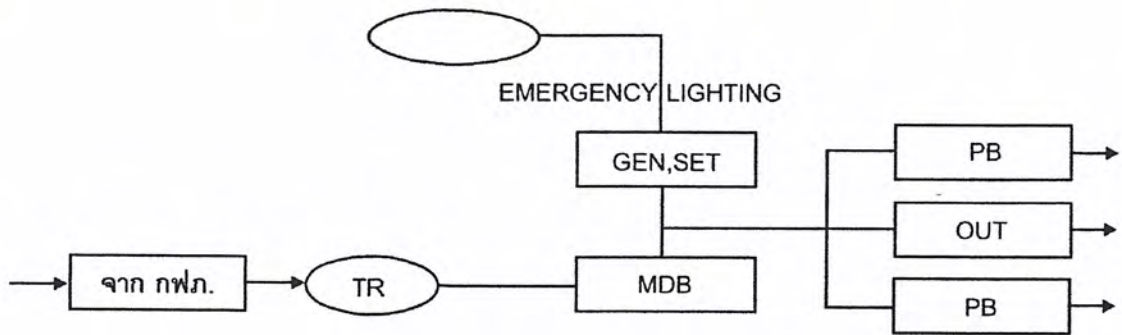 EMERGENCY LIGHTING
GEN,SET
PB
OUT
จาก กฟภ.
TR
MDB
PB